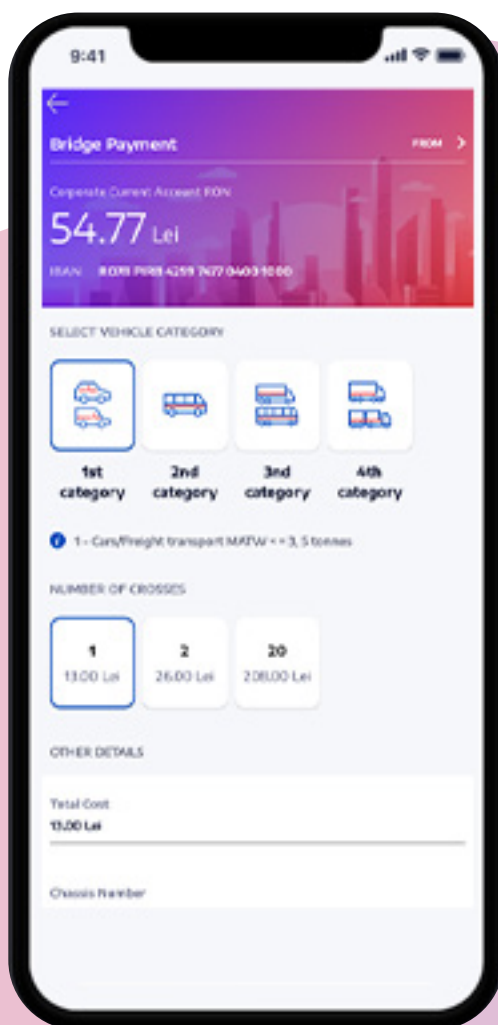 9:41
Bridge Payment FROM
Corporate Current Account RON
54.77 Lei
IBAN
SELECT VEHICLE CATEGORY
1st category
2nd category
3nd category
4th category
1 - Cars/Freight transport MATW <= 3, 5 tonnes
NUMBER OF CROSSES
1 2 20
13.00 Lei 26.00 Lei 208.00 Lei
OTHER DETAILS
Total Cost
13.00 Lei
Chassis Number